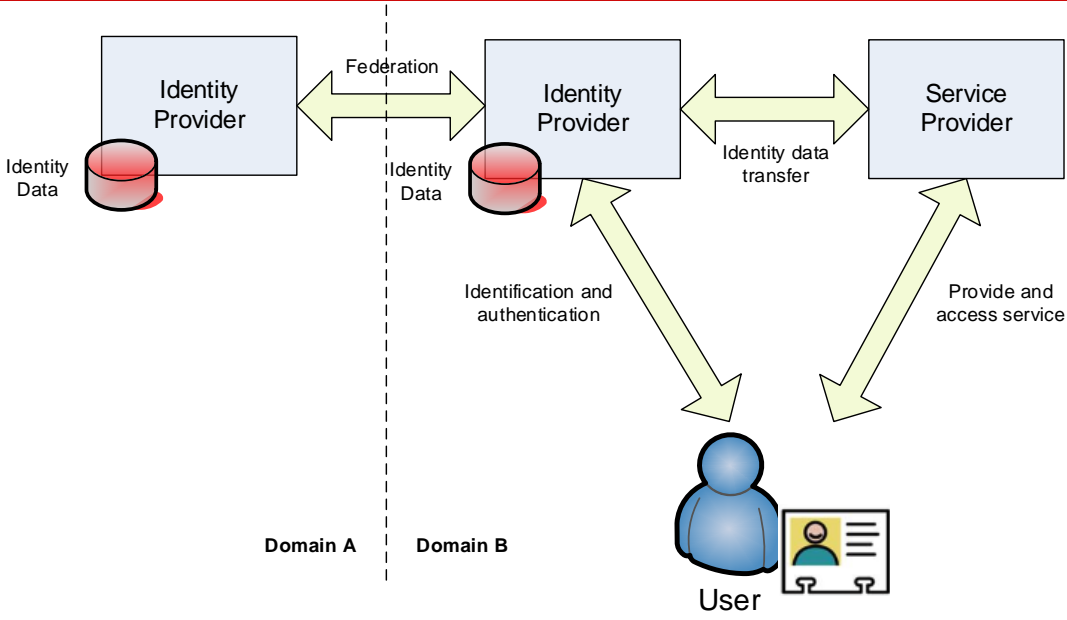 Federation
Identity
Provider
Identity
Provider
Service
Provider
Identity
Data
Identity
Data
Identity data
transfer
Identification and
authentication
Provide and
access service
Domain A
Domain B
User